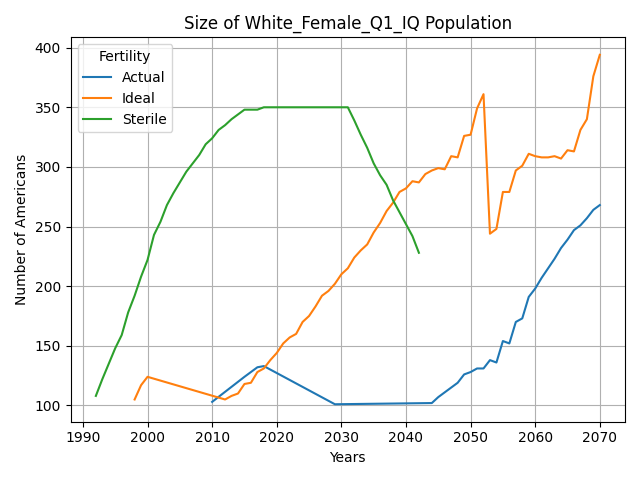 Size of White_Female_Q1_IQ Population
Fertility
Actual
Ideal
Sterile
Number of Americans
400
350
300
250
200
150
100
1990 2000 2010 2020 2030 2040 2050 2060 2070
Years